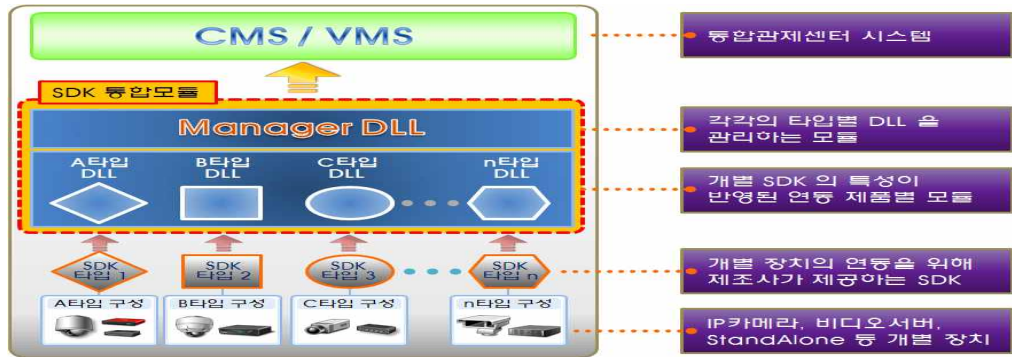 CMS / VMS
통합관제센터 시스템
SDK 통합모듈
Manager DLL
각각의 타입별 DLL 을
관리하는 모듈
A타입
DLL
B타입
DLL
C타입
DLL
n타입
DLL
개별 SDK 의 특성이
반영된 연동 제품별 모듈
SDK
타입 1
SDK
타입 2
SDK
타입 3
SDK
타입 n
개별 장치의 연동을 위해
제조사가 제공하는 SDK
A타입 구성
B타입 구성
C타입 구성
n타입 구성
IP카메라, 비디오서버,
StandAlone 등 개별 장치